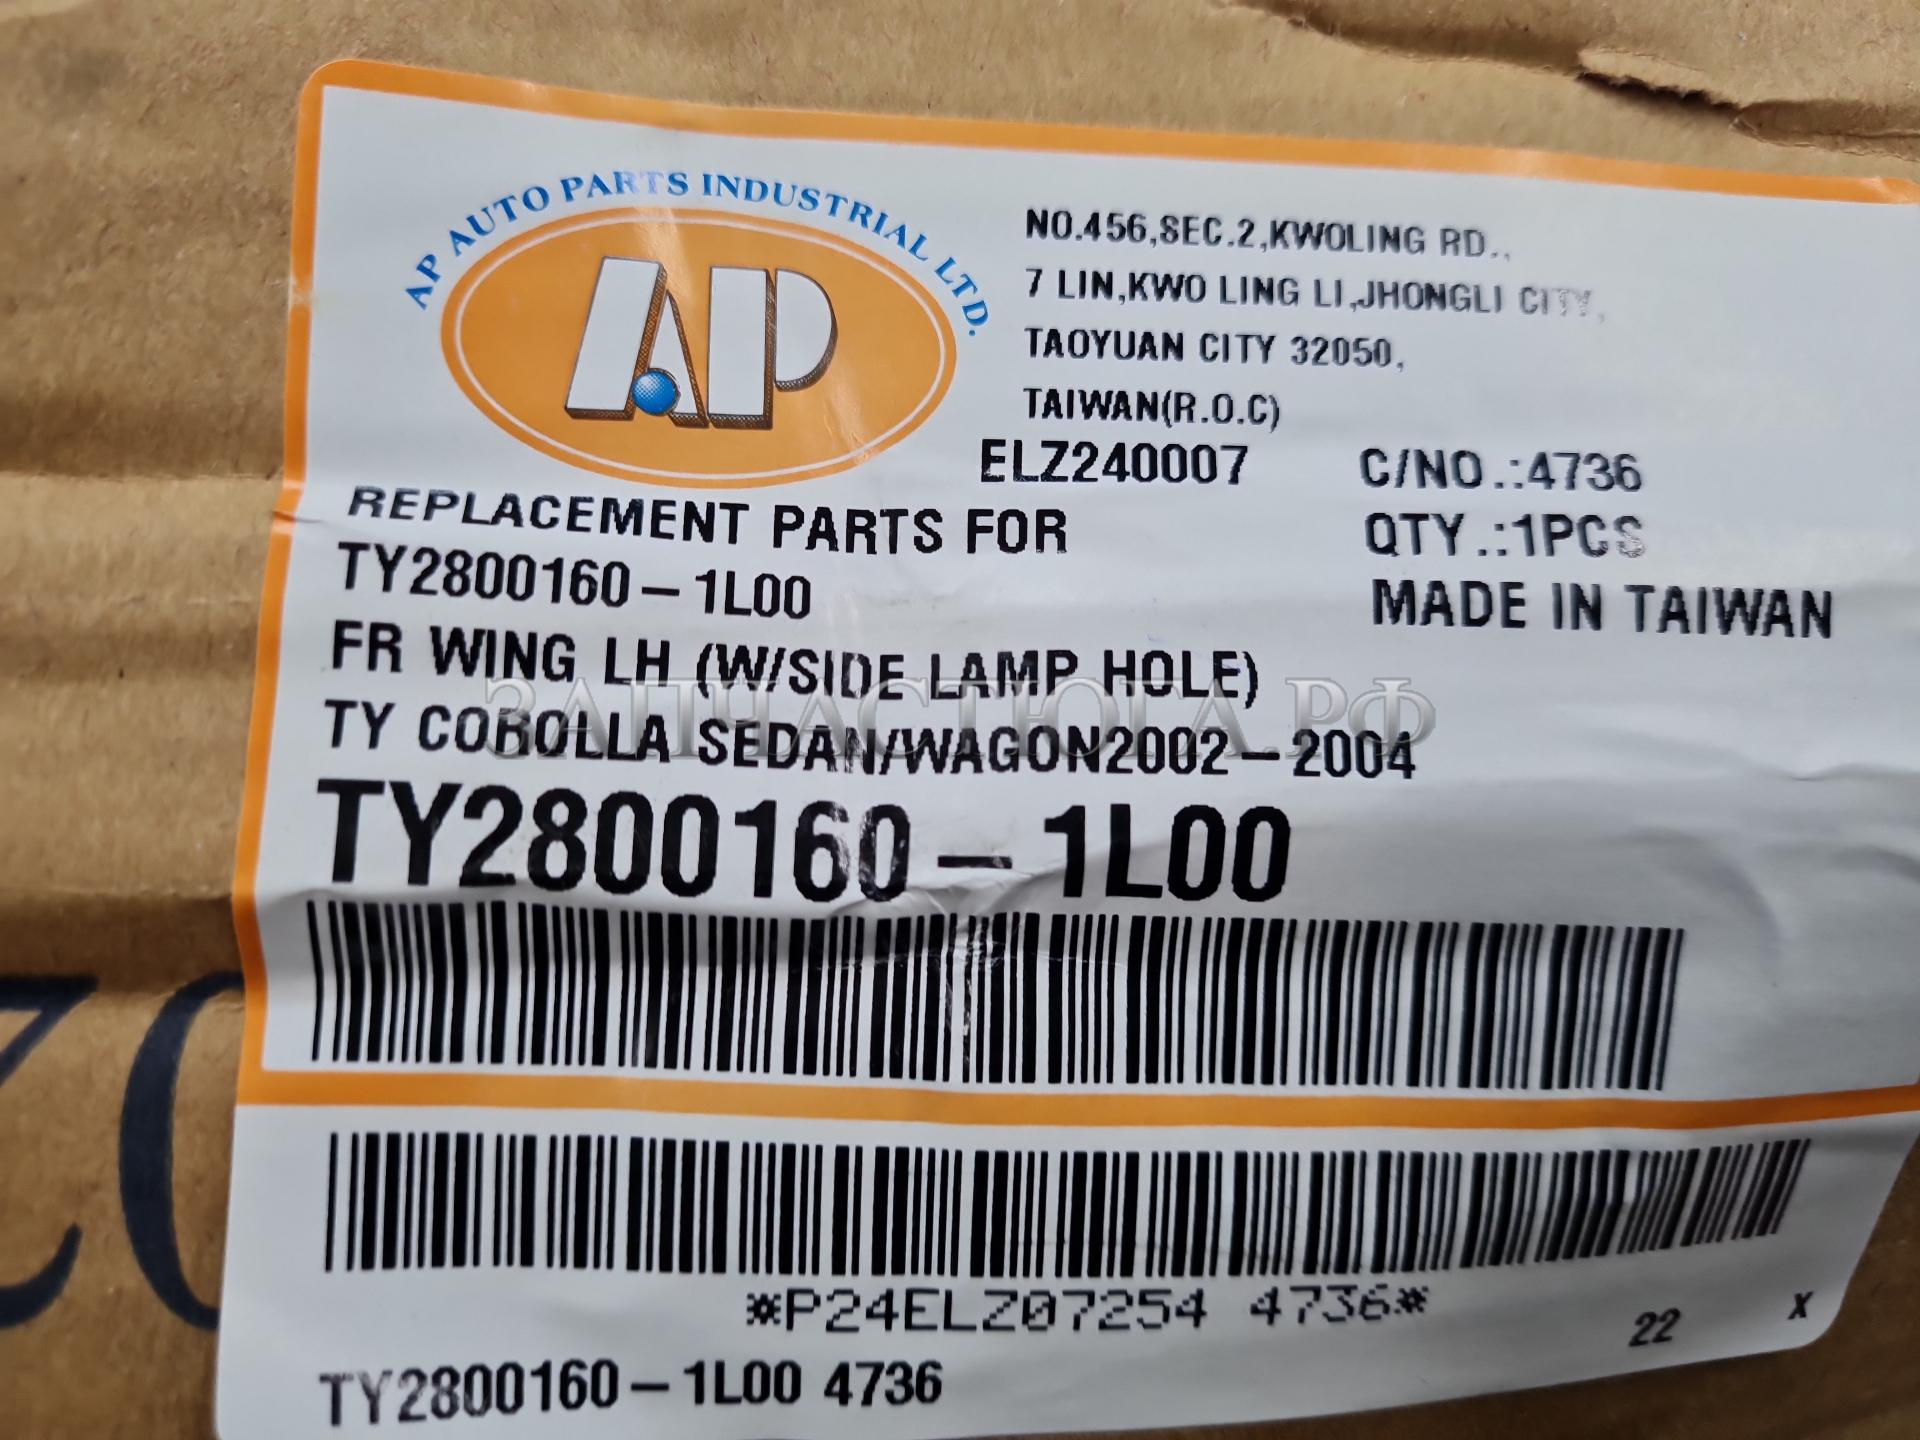 AP AUTO PARTS INDUSTRIAL LTD.
AP
NO.456,SEC.2,KWOLING RD.,
7 LIN,KWO LING LI,JHONGLI CITY,
TAOYUAN CITY 32050,
TAIWAN(R.O.C)
ELZ240007 C/NO.:4736
REPLACEMENT PARTS FOR QTY.:1PCS
TY2800160-1L00 MADE IN TAIWAN
FR WING LH (W/SIDE LAMP HOLE)
ЗАПЧАСТЮГА.РФ
TY COROLLA SEDAN/WAGON2002-2004
TY2800160-1L00
*P24ELZ07254 4736*
22 X
TY2800160-1L00 4736